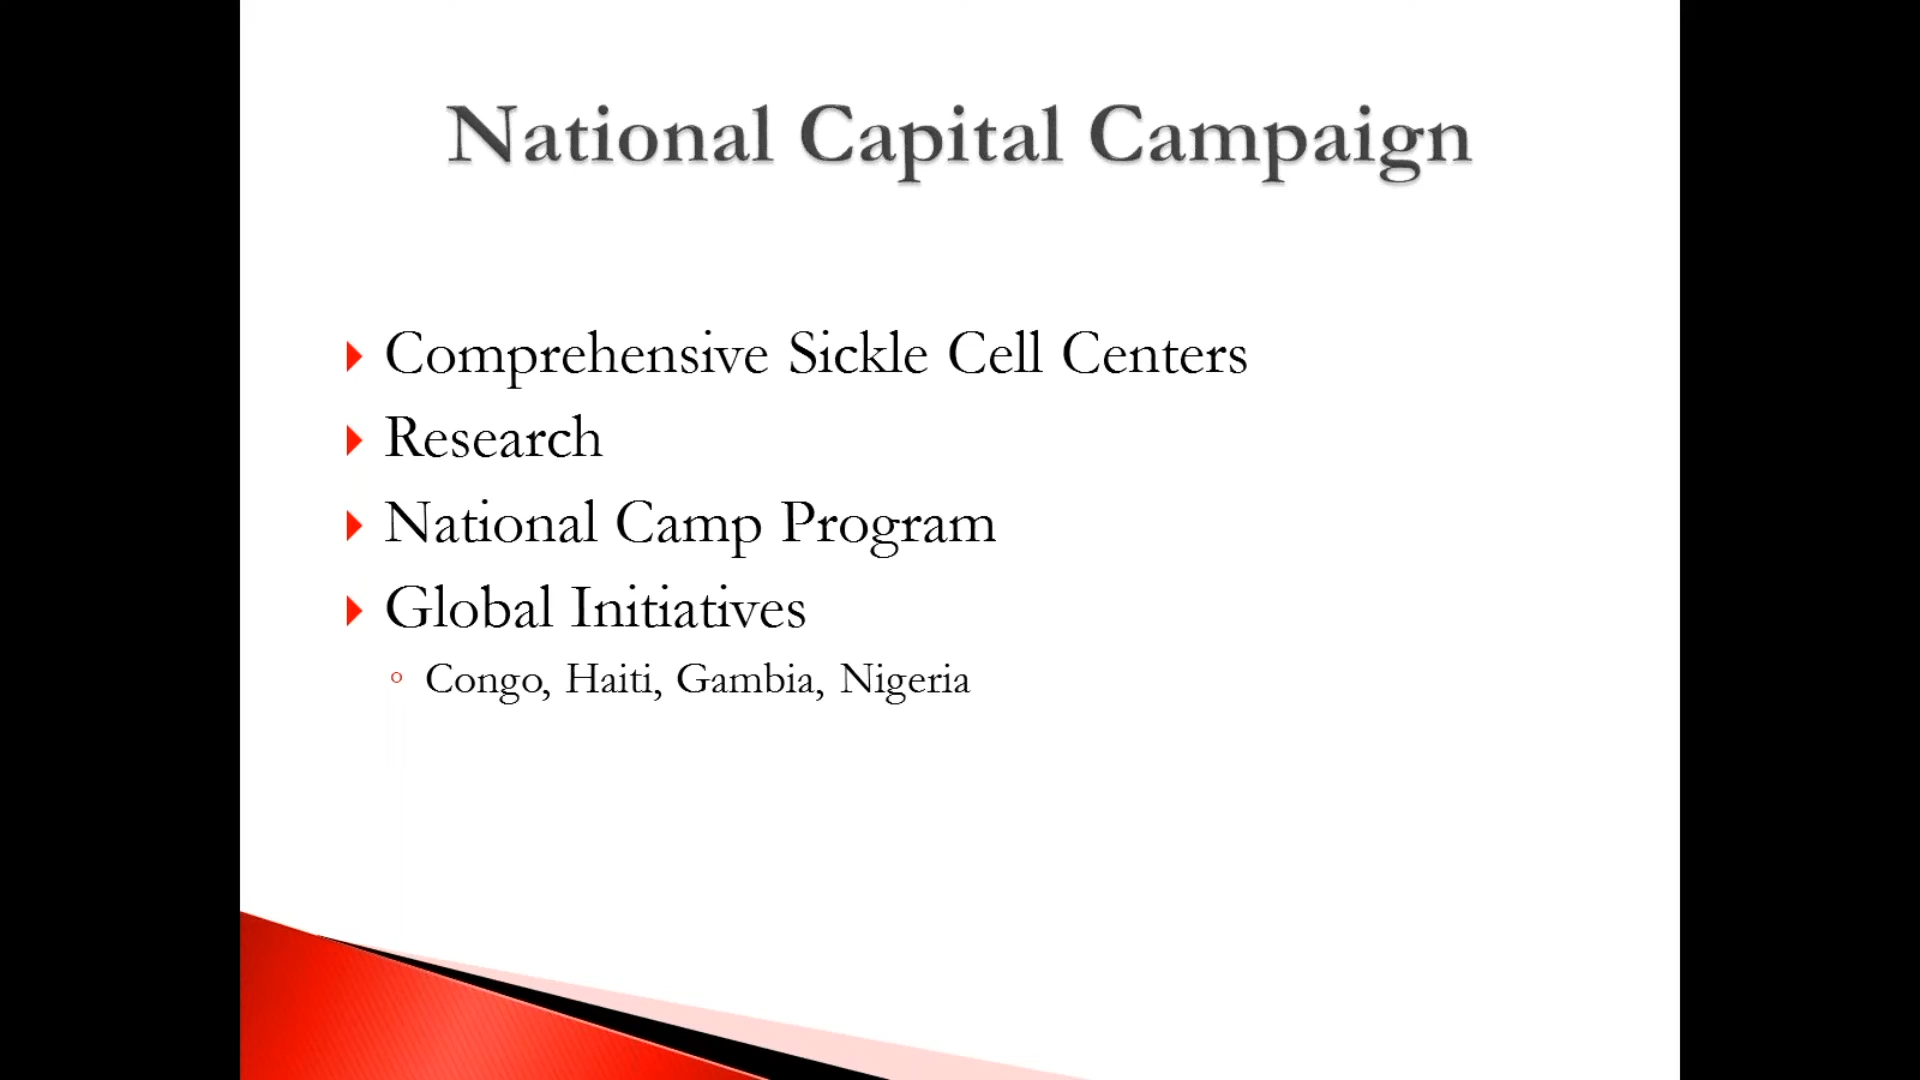 National Capital Campaign
Comprehensive Sickle Cell Centers
Research
National Camp Program
Global Initiatives
Congo, Haiti, Gambia, Nigeria